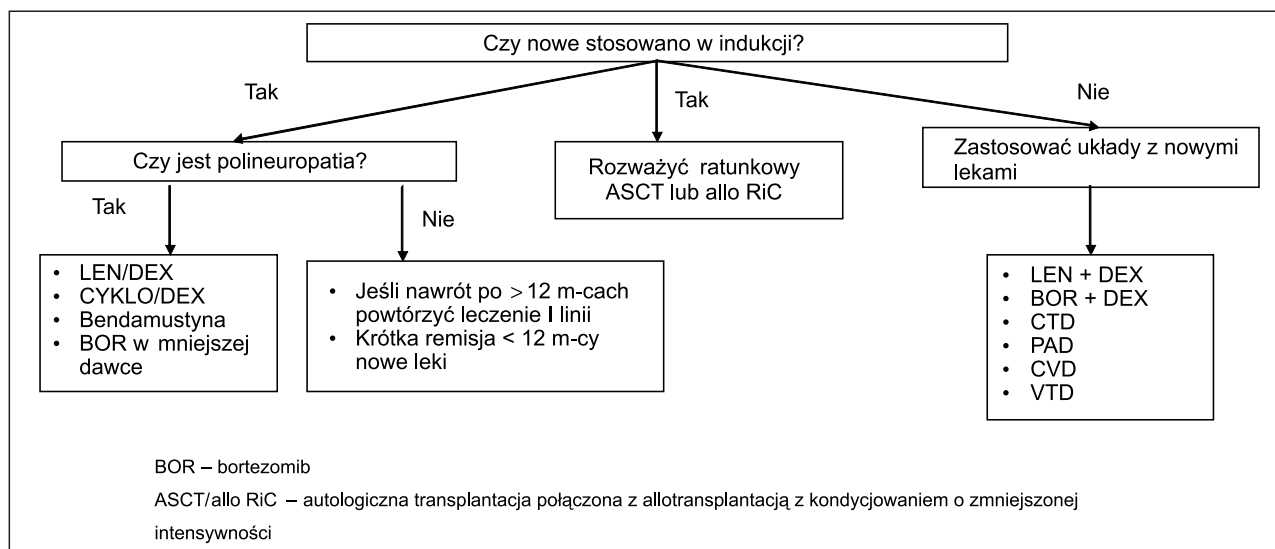 Czy nowe stosowano w indukcji?
Tak
Tak
Nie
Czy jest polineuropatia?
Rozważyć ratunkowy
ASCT lub allo RiC
Zastosować układy z nowymi
lekami
Tak
Nie
• LEN/DEX
• CYKLO/DEX
• Bendamustyna
• BOR w mniejszej
dawce
• Jeśli nawrót po > 12 m-cach
powtórzyć leczenie I linii
• Krótka remisja < 12 m-cy
nowe leki
• LEN + DEX
• BOR + DEX
• CTD
• PAD
• CVD
• VTD
BOR – bortezomib
ASCT/allo RiC – autologiczna transplantacja połączona z allotransplantacją z kondycjowaniem o zmniejszonej
intensywności